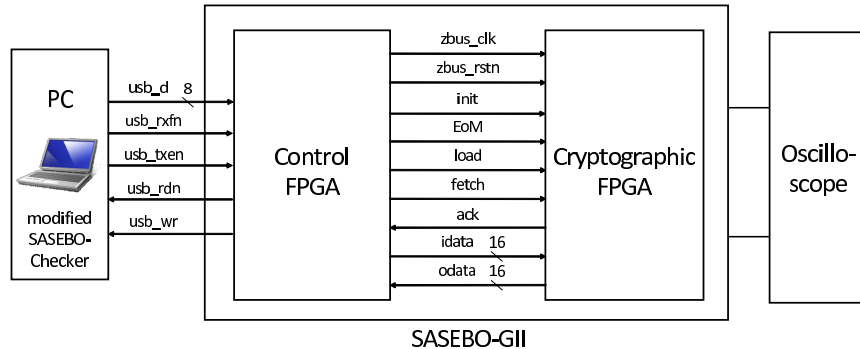 PC
modified
SASEBO-
Checker
usb_d 8
usb_rxfn
usb_txen
usb_rdn
usb_wr
Control
FPGA
zbus_clk
zbus_rstn
init
EoM
load
fetch
ack
idata 16
odata 16
Cryptographic
FPGA
Oscillo-
scope
SASEBO-GII